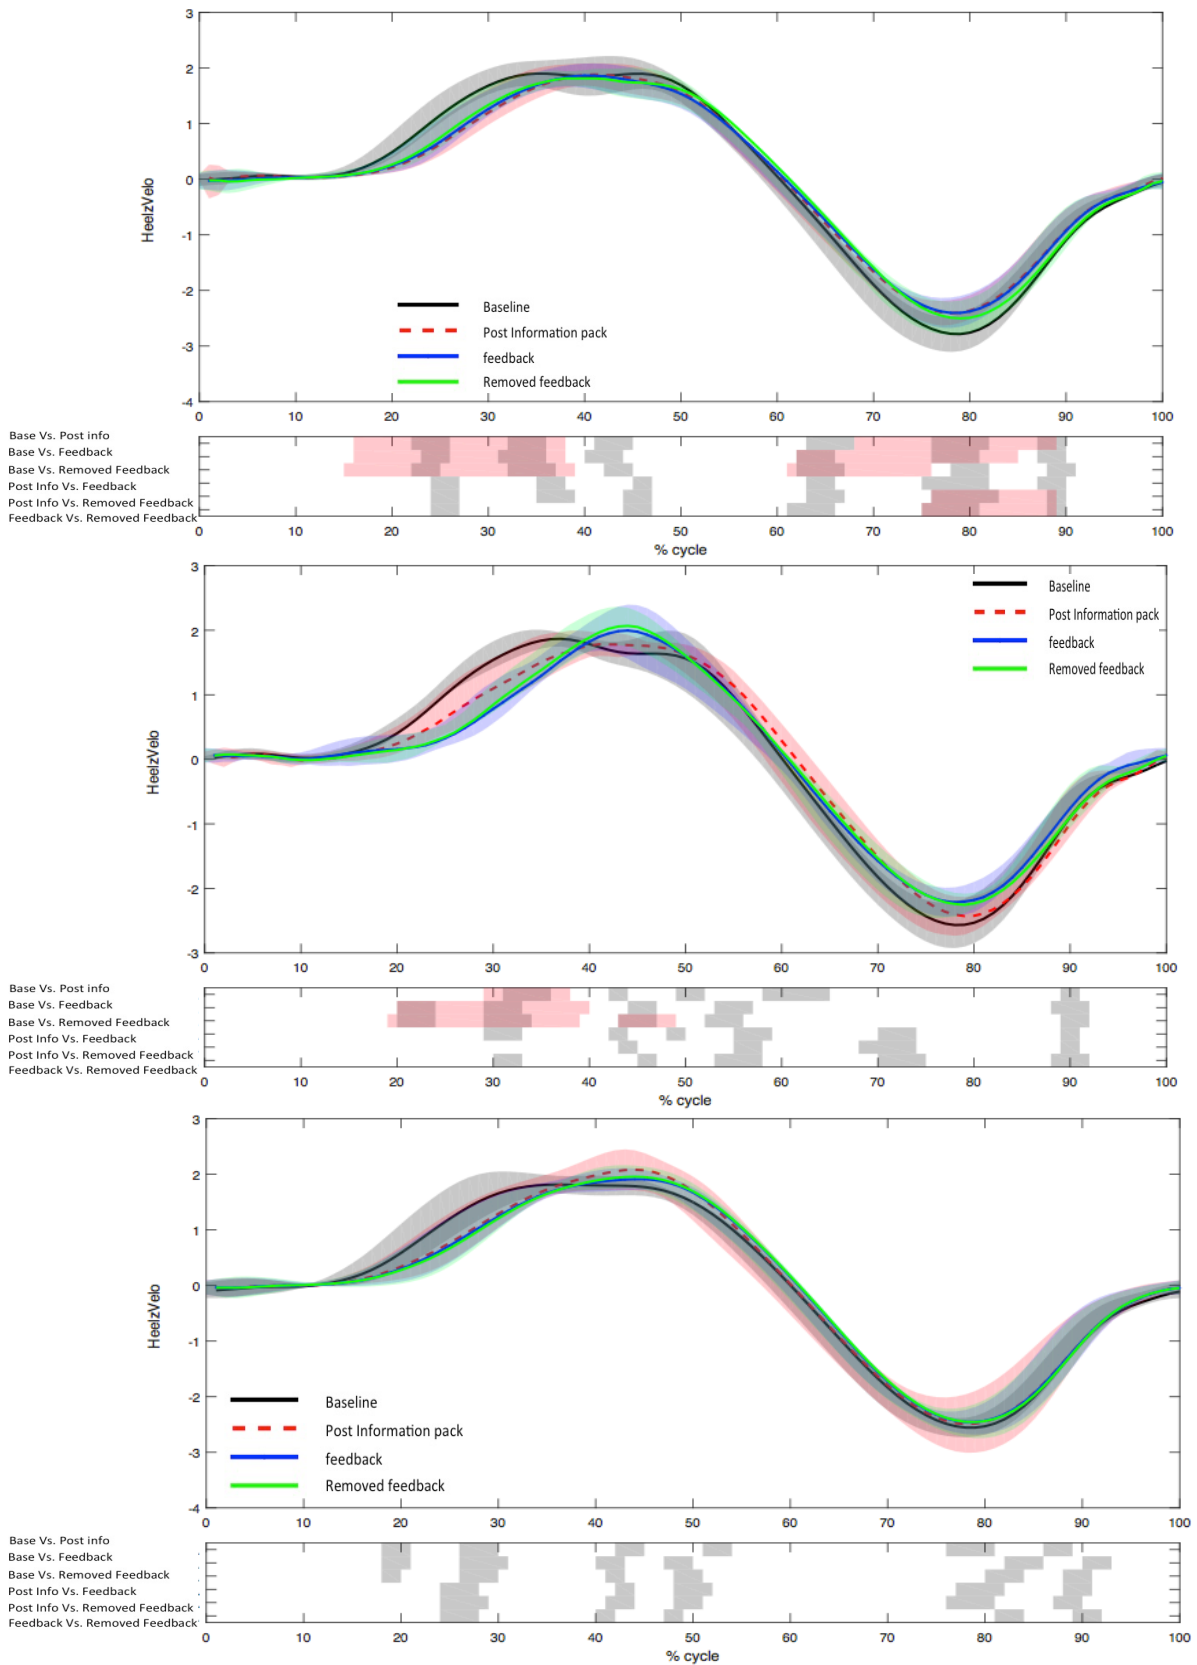 3
2
1
0
-1
-2
-3
-4
HeelzVelo
Baseline
Post Information pack
feedback
Removed feedback
0 10 20 30 40 50 60 70 80 90 100
Base Vs. Post info
Base Vs. Feedback
Base Vs. Removed Feedback
Post Info Vs. Feedback
Post Info Vs. Removed Feedback
Feedback Vs. Removed Feedback
0 10 20 30 40 50 60 70 80 90 100
% cycle
3
2
1
0
-1
-2
-3
HeelzVelo
Baseline
Post Information pack
feedback
Removed feedback
0 10 20 30 40 50 60 70 80 90 100
Base Vs. Post info
Base Vs. Feedback
Base Vs. Removed Feedback
Post Info Vs. Feedback
Post Info Vs. Removed Feedback
Feedback Vs. Removed Feedback
0 10 20 30 40 50 60 70 80 90 100
% cycle
3
2
1
0
-1
-2
-3
-4
HeelzVelo
Baseline
Post Information pack
feedback
Removed feedback
0 10 20 30 40 50 60 70 80 90 100
Base Vs. Post info
Base Vs. Feedback
Base Vs. Removed Feedback
Post Info Vs. Feedback
Post Info Vs. Removed Feedback
Feedback Vs. Removed Feedback
0 10 20 30 40 50 60 70 80 90 100
% cycle